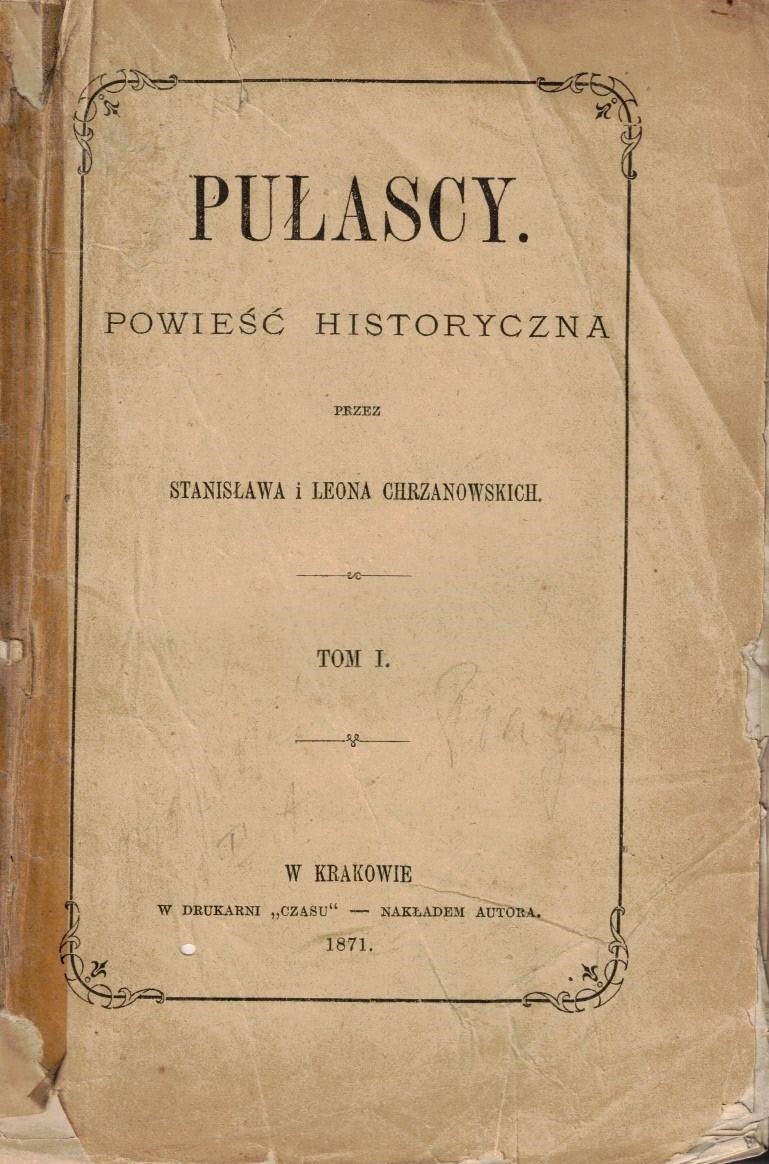 PUŁASCY.
POWIEŚĆ HISTORYCZNA
PRZEZ
STANISŁAWA i LEONA CHRZANOWSKICH.
TOM I.
W KRAKOWIE
W DRUKARNI „CZASU“ — NAKŁADEM AUTORA.
1871.